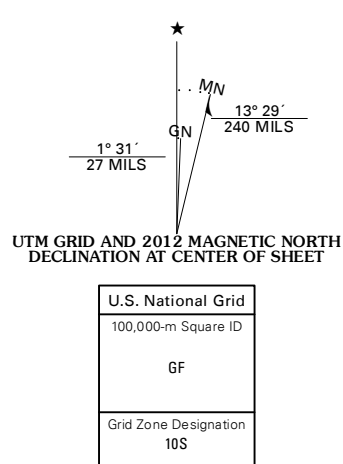 ★
MN
GN
13° 29´
240 MILS
1° 31´
27 MILS
UTM GRID AND 2012 MAGNETIC NORTH
DECLINATION AT CENTER OF SHEET
U.S. National Grid
100,000-m Square ID
GF
Grid Zone Designation
10S